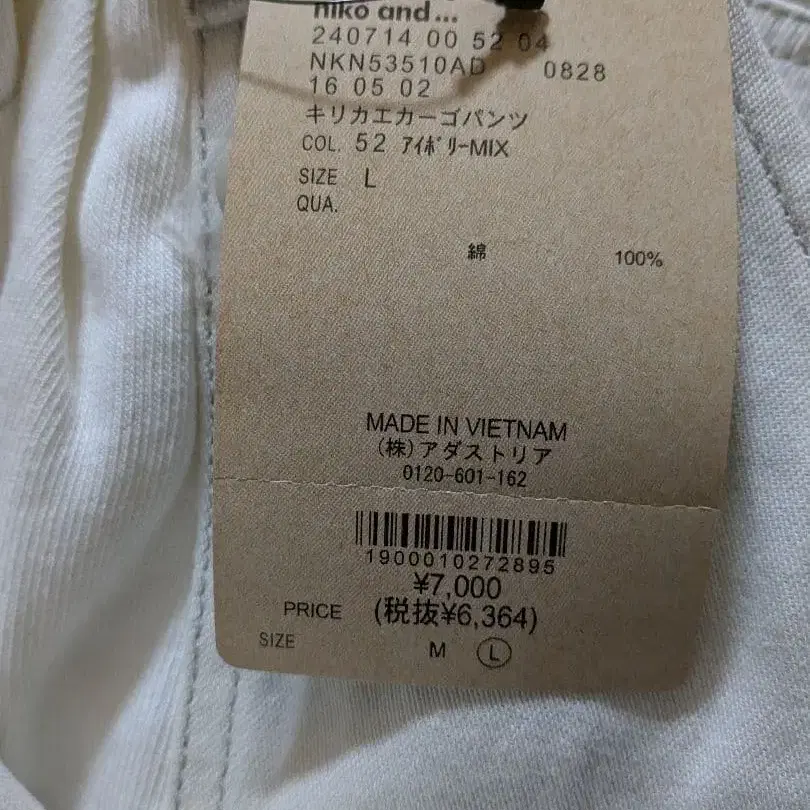 niko and...
240714 00 52 04
NKN53510AD 0828
16 05 02
キリカエカーゴパンツ
COL. 52 ｱｲﾎﾞﾘｰMIX
SIZE L
QUA.
綿 100%
MADE IN VIETNAM
(株)アダストリア
0120-601-162
1900010272895
¥7,000
PRICE (税抜¥6,364)
SIZE M L